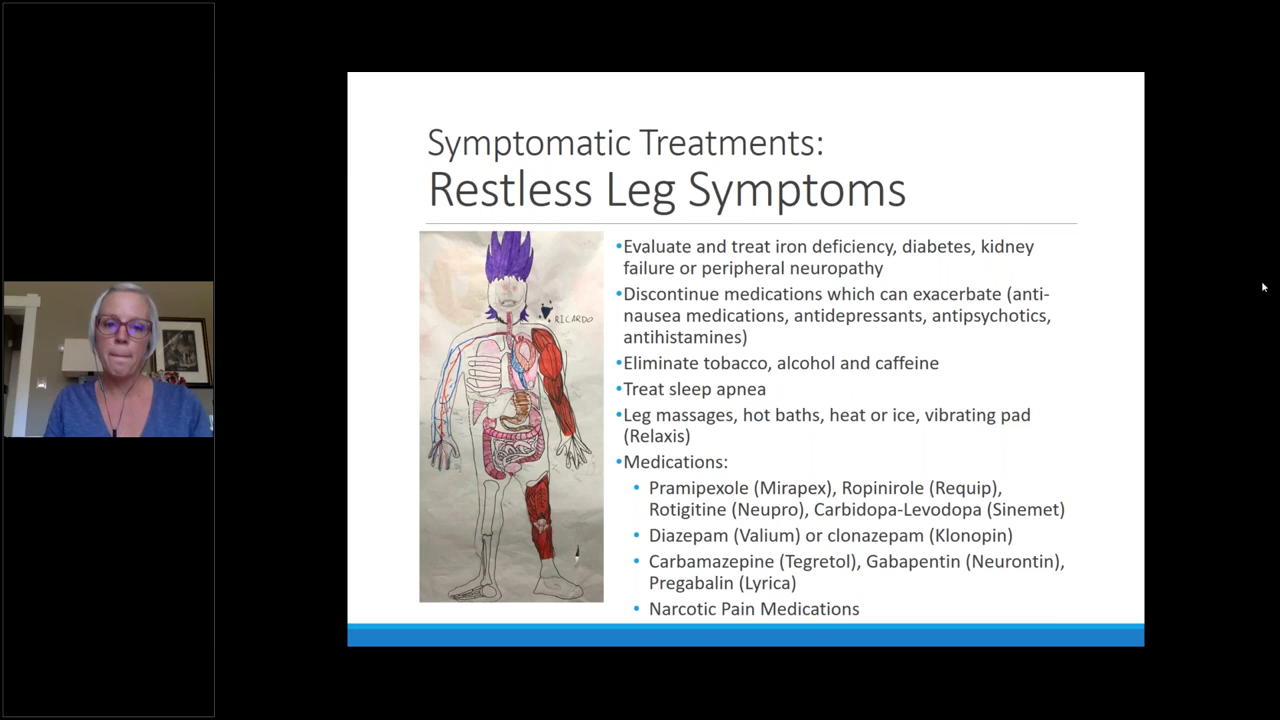 Symptomatic Treatments:
Restless Leg Symptoms
RICARDO
•Evaluate and treat iron deficiency, diabetes, kidney
failure or peripheral neuropathy
•Discontinue medications which can exacerbate (anti-
nausea medications, antidepressants, antipsychotics,
antihistamines)
•Eliminate tobacco, alcohol and caffeine
•Treat sleep apnea
•Leg massages, hot baths, heat or ice, vibrating pad
(Relaxis)
•Medications:
• Pramipexole (Mirapex), Ropinirole (Requip),
Rotigitine (Neupro), Carbidopa-Levodopa (Sinemet)
• Diazepam (Valium) or clonazepam (Klonopin)
• Carbamazepine (Tegretol), Gabapentin (Neurontin),
Pregabalin (Lyrica)
• Narcotic Pain Medications